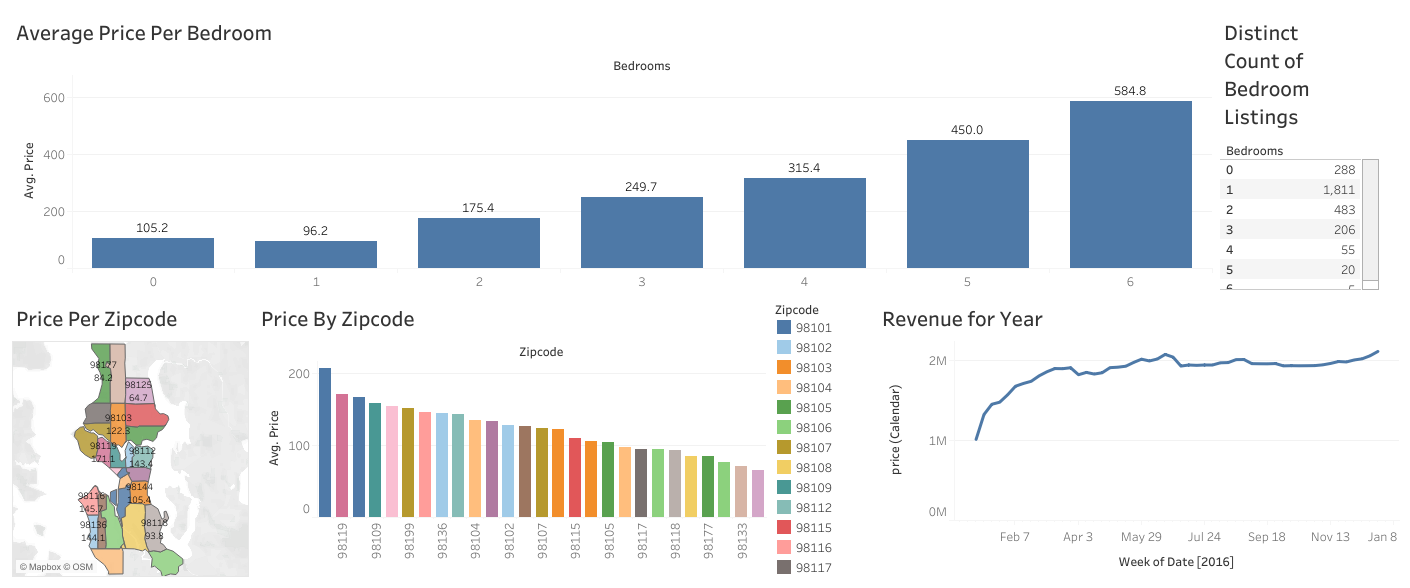 Average Price Per Bedroom
Bedrooms
Avg. Price
600
400
200
0
105.2
96.2
175.4
249.7
315.4
450.0
584.8
0 1 2 3 4 5 6
Distinct
Count of
Bedroom
Listings
Bedrooms
0 288
1 1,811
2 483
3 206
4 55
5 20
Price Per Zipcode
98177
84.2
98125
64.7
98103
122.3
98119
171.1
98112
143.4
98144
105.4
98116
145.7
98136
144.1
98118
93.8
© Mapbox © OSM
Price By Zipcode
Zipcode
Avg. Price
200
100
0
98119 98109 98199 98136 98104 98102 98107 98115 98105 98117 98118 98177 98133
Zipcode
98101
98102
98103
98104
98105
98106
98107
98108
98109
98112
98115
98116
98117
Revenue for Year
price (Calendar)
2M
1M
0M
Feb 7 Apr 3 May 29 Jul 24 Sep 18 Nov 13 Jan 8
Week of Date [2016]